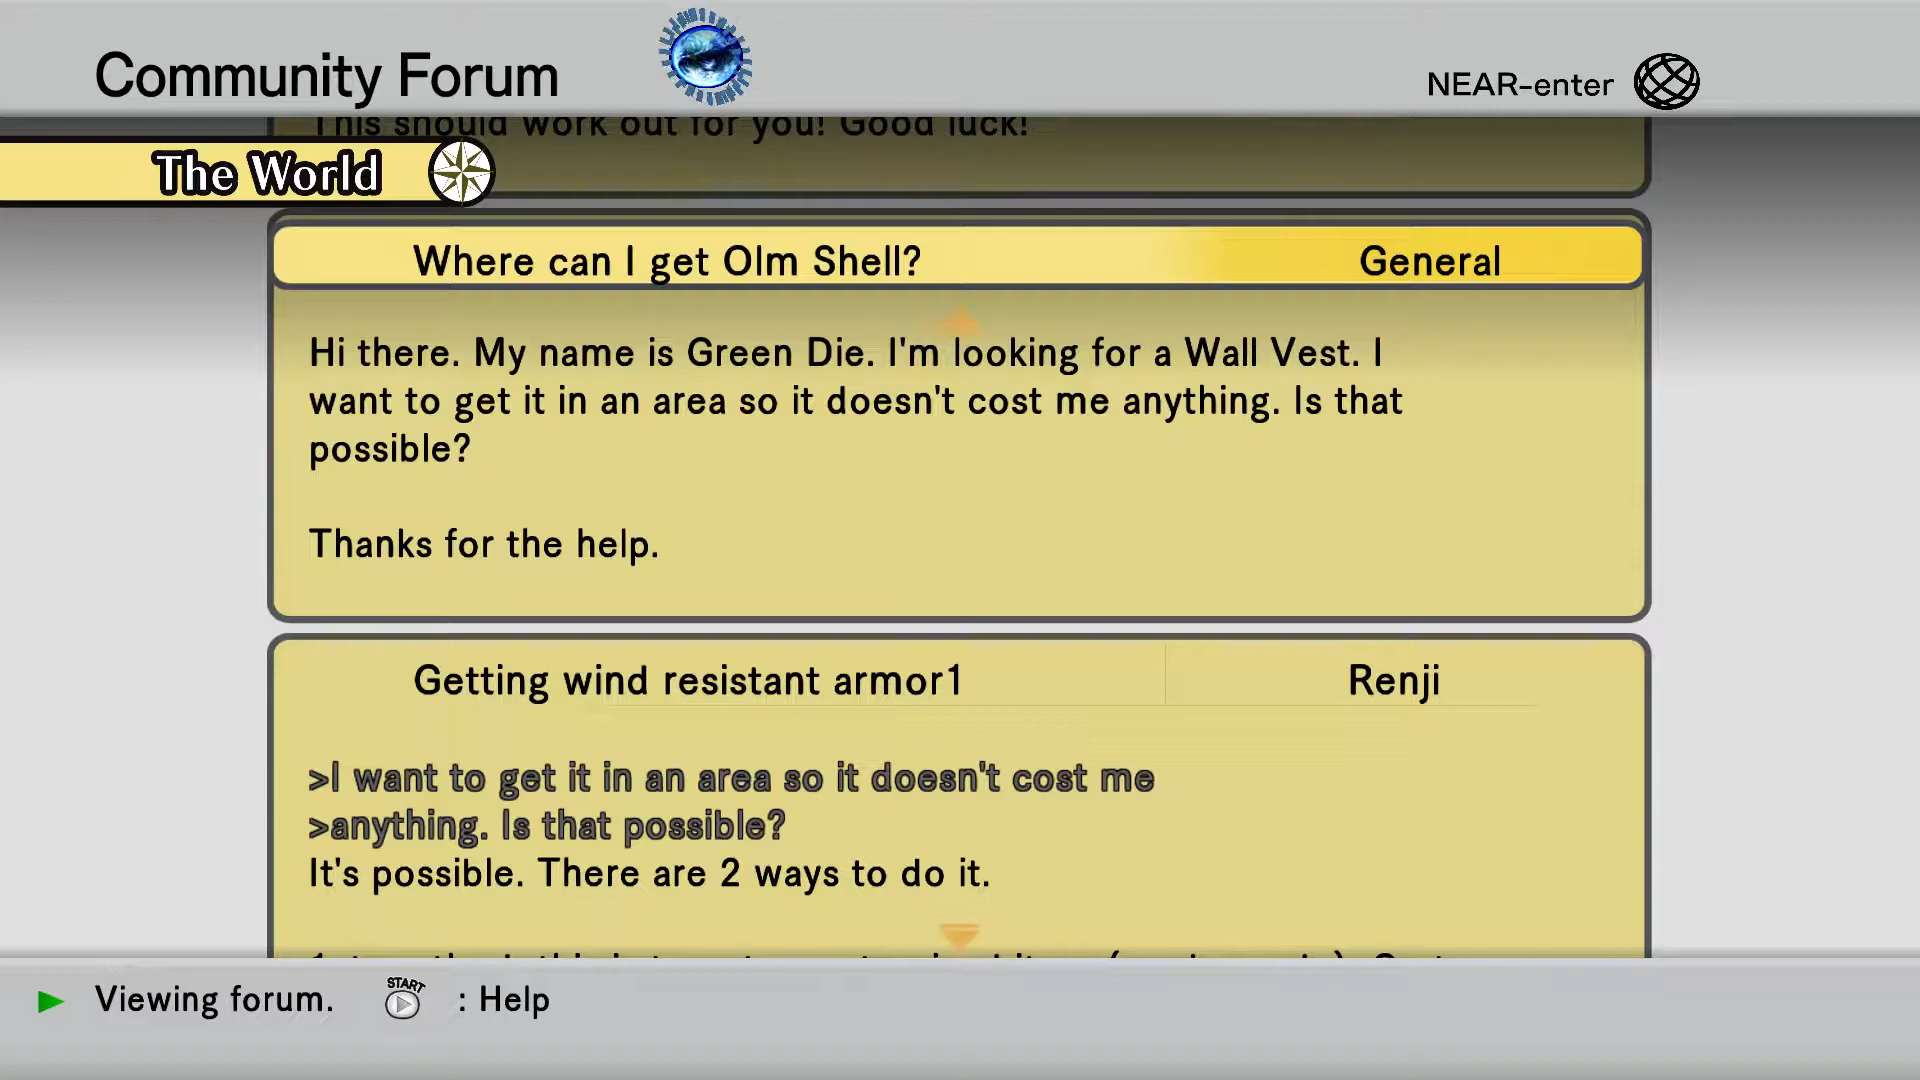 Community Forum
NEAR-enter
This should work out for you! Good luck!
The World
Where can I get Olm Shell?
General
Hi there. My name is Green Die. I'm looking for a Wall Vest. I
want to get it in an area so it doesn't cost me anything. Is that
possible?
Thanks for the help.
Getting wind resistant armor1
Renji
>I want to get it in an area so it doesn't cost me
>anything. Is that possible?
It's possible. There are 2 ways to do it.
Viewing forum.
START
: Help